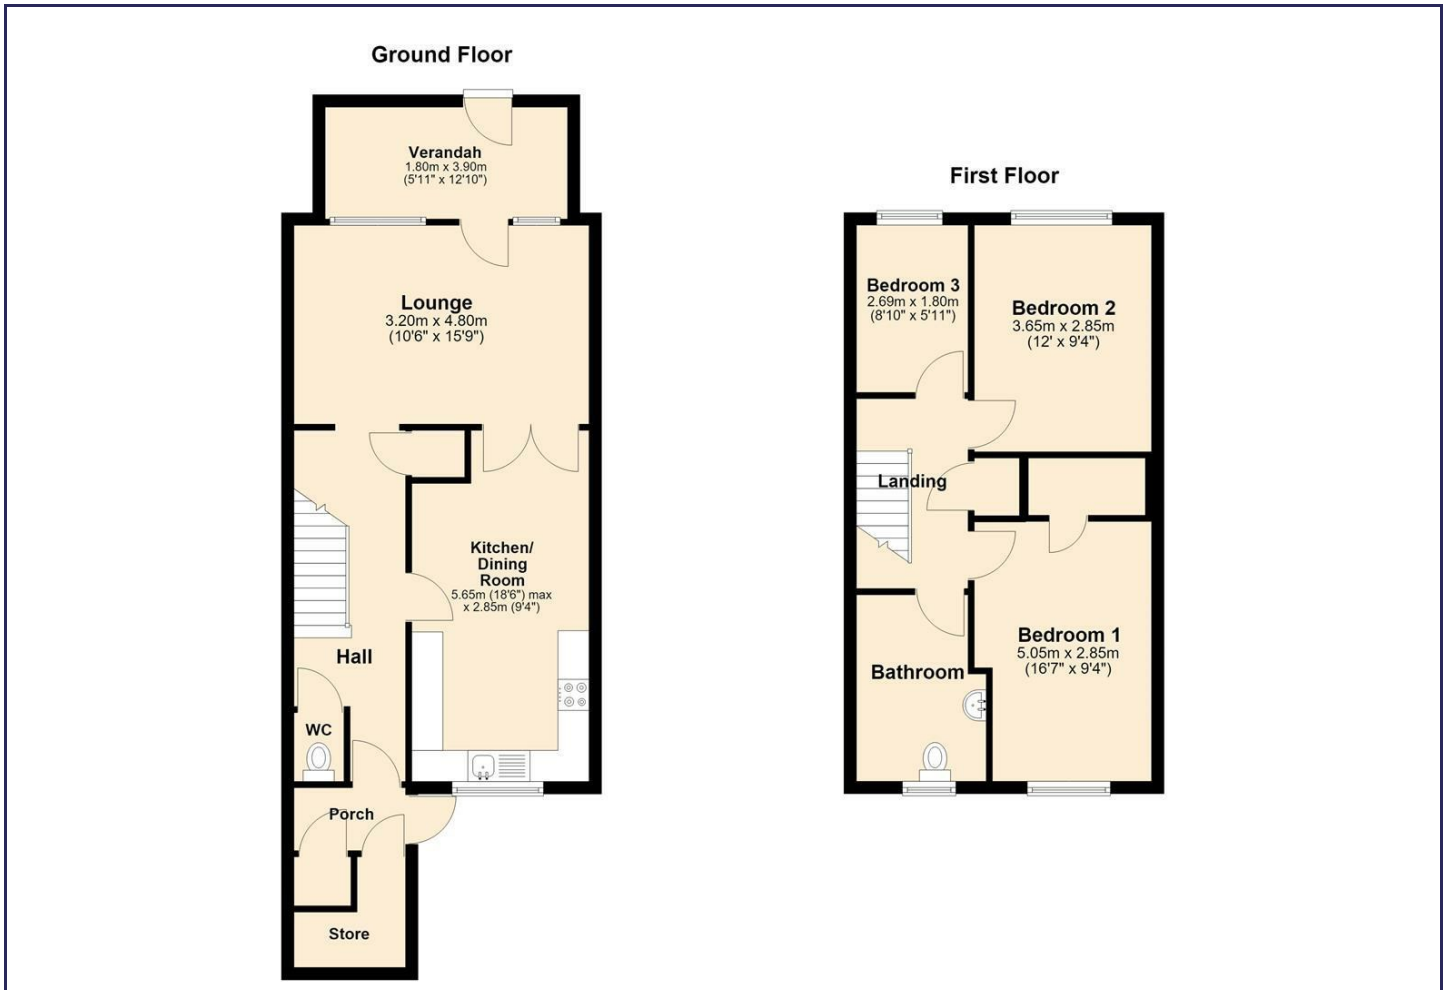 Ground Floor
Verandah
1.80m x 3.90m
(5'11" x 12'10")
Lounge
3.20m x 4.80m
(10'6" x 15'9")
Kitchen/
Dining
Room
5.65m (18'6") max
x 2.85m (9'4")
Hall
WC
Porch
Store
First Floor
Bedroom 3
2.69m x 1.80m
(8'10" x 5'11")
Bedroom 2
3.65m x 2.85m
(12' x 9'4")
Landing
Bedroom 1
5.05m x 2.85m
(16'7" x 9'4")
Bathroom